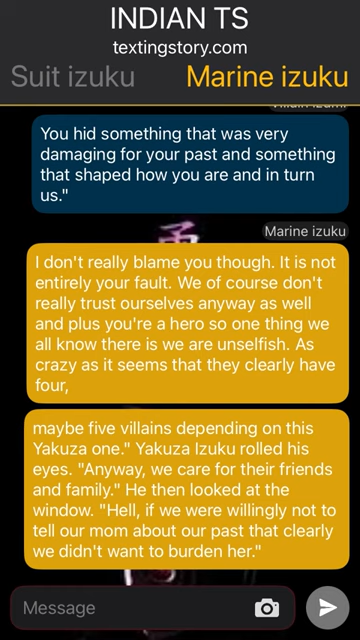 INDIAN TS
textingstory.com
Suit izuku
Marine izuku
Villain Izumi
You hid something that was very
damaging for your past and something
that shaped how you are and in turn
us."
Marine izuku
I don't really blame you though. It is not
entirely your fault. We of course don't
really trust ourselves anyway as well
and plus you're a hero so one thing we
all know there is we are unselfish. As
crazy as it seems that they clearly have
four,
maybe five villains depending on this
Yakuza one." Yakuza Izuku rolled his
eyes. "Anyway, we care for their friends
and family." He then looked at the
window. "Hell, if we were willingly not to
tell our mom about our past that clearly
we didn't want to burden her."
Message